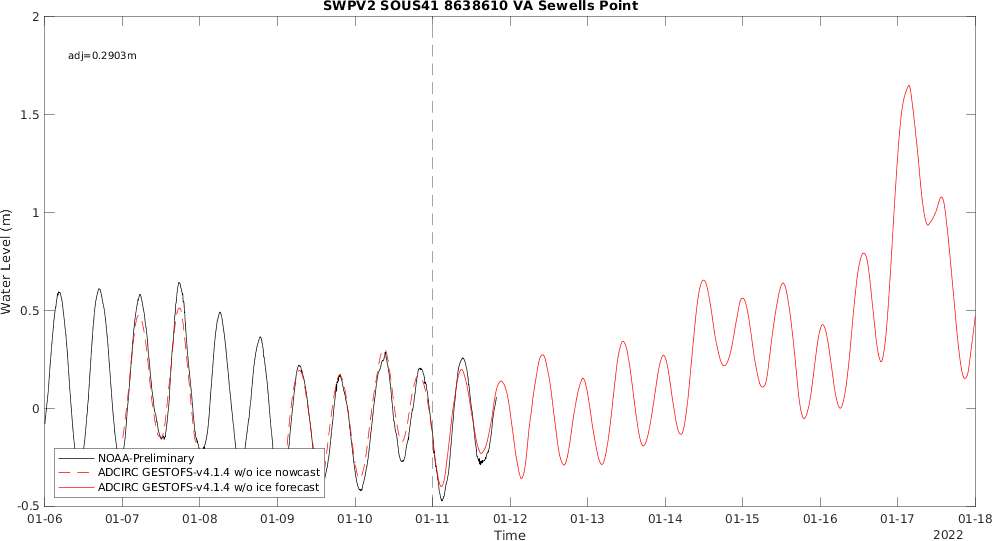 SWPV2 SOUS41 8638610 VA Sewells Point
adj=0.2903m
Water Level (m)
2
1.5
1
0.5
0
-0.5
NOAA-Preliminary
ADCIRC GESTOFS-v4.1.4 w/o ice nowcast
ADCIRC GESTOFS-v4.1.4 w/o ice forecast
01-06 01-07 01-08 01-09 01-10 01-11 01-12 01-13 01-14 01-15 01-16 01-17 01-18
Time
2022